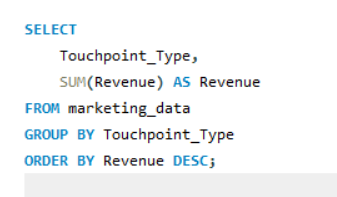 SELECT
    Touchpoint_Type,
    SUM(Revenue) AS Revenue
FROM marketing_data
GROUP BY Touchpoint_Type
ORDER BY Revenue DESC;